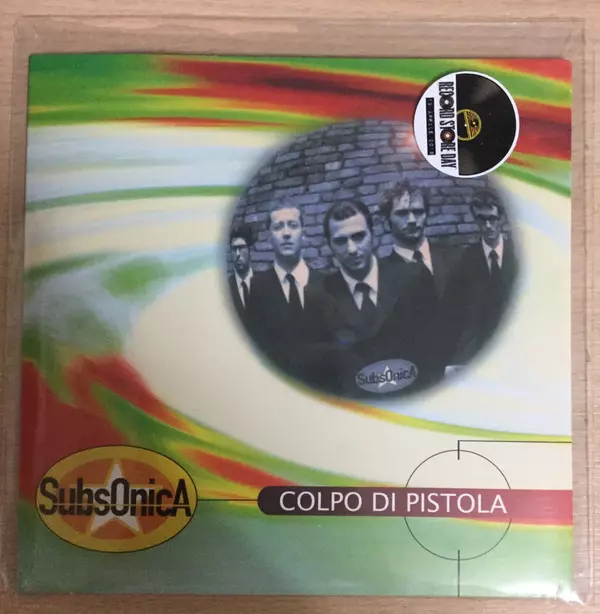 RECORD STORE DAY
SubsOnicA
SubsOnicA
COLPO DI PISTOLA